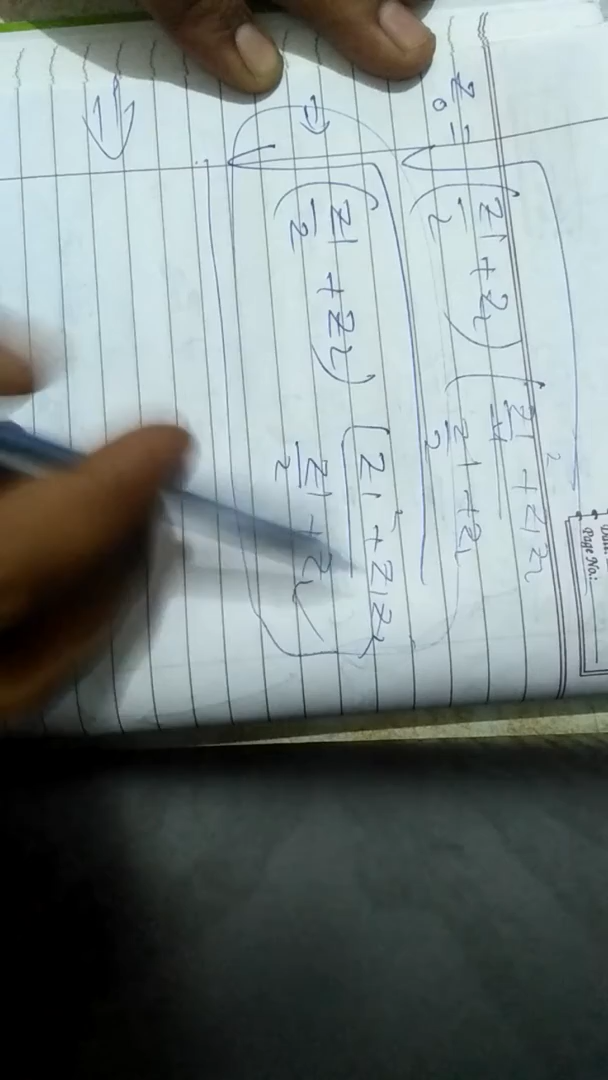 Page No:
Z₀ = √((Z1/2 + Z2) ((Z1²/4 + Z1Z2) / (Z1/2 + Z2)))
⇒ √((Z1/2 + Z2) ((Z1² + Z1Z2) / (Z1/2 + Z2)))
⇒